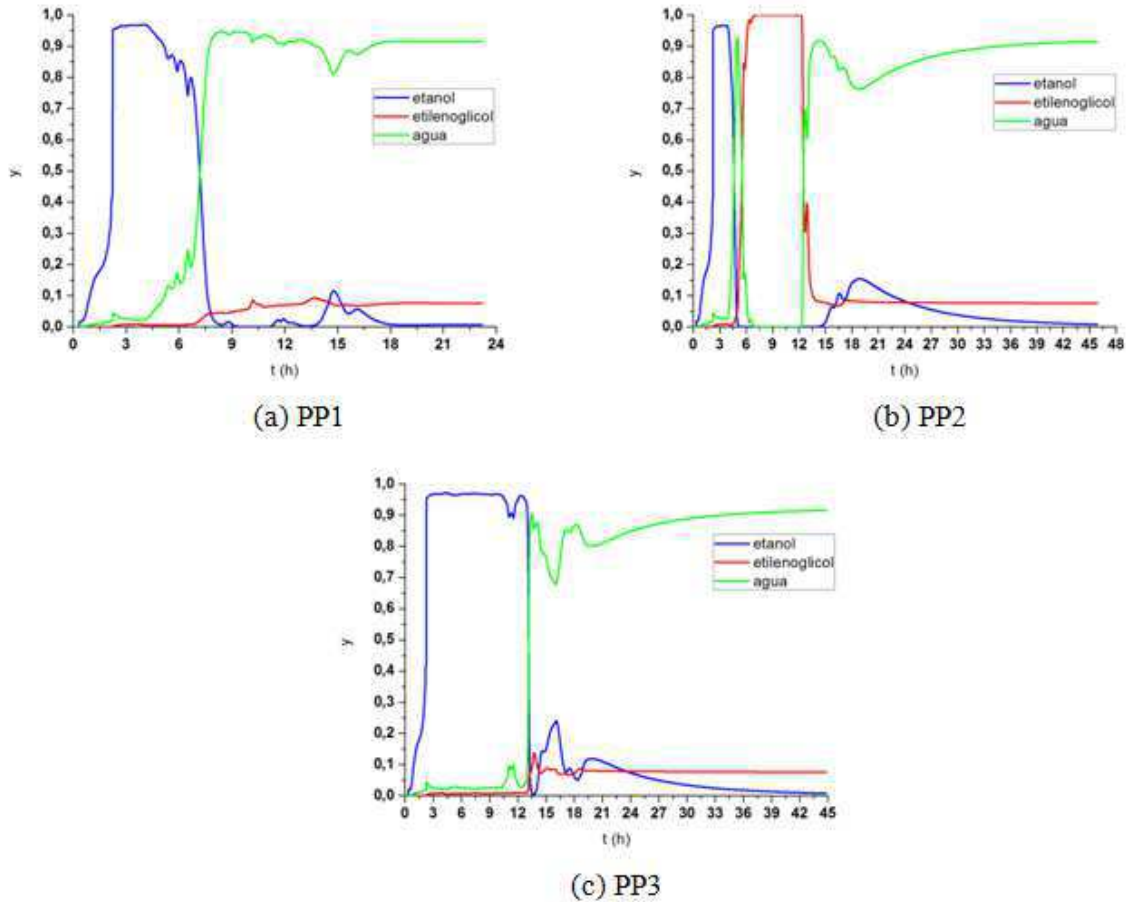 1,0
0,9
0,8
0,7
0,6
0,5
0,4
0,3
0,2
0,1
0,0
y
etanol
etilenoglicol
agua
0 3 6 9 12 15 18 21 24
t (h)
(a) PP1
1,0
0,9
0,8
0,7
0,6
0,5
0,4
0,3
0,2
0,1
0,0
y
etanol
etilenoglicol
agua
0 3 6 9 12 15 18 21 24 27 30 33 36 39 42 45 48
t (h)
(b) PP2
1,0
0,9
0,8
0,7
0,6
0,5
0,4
0,3
0,2
0,1
0,0
y
etanol
etilenoglicol
agua
0 3 6 9 12 15 18 21 24 27 30 33 36 39 42 45
t (h)
(c) PP3